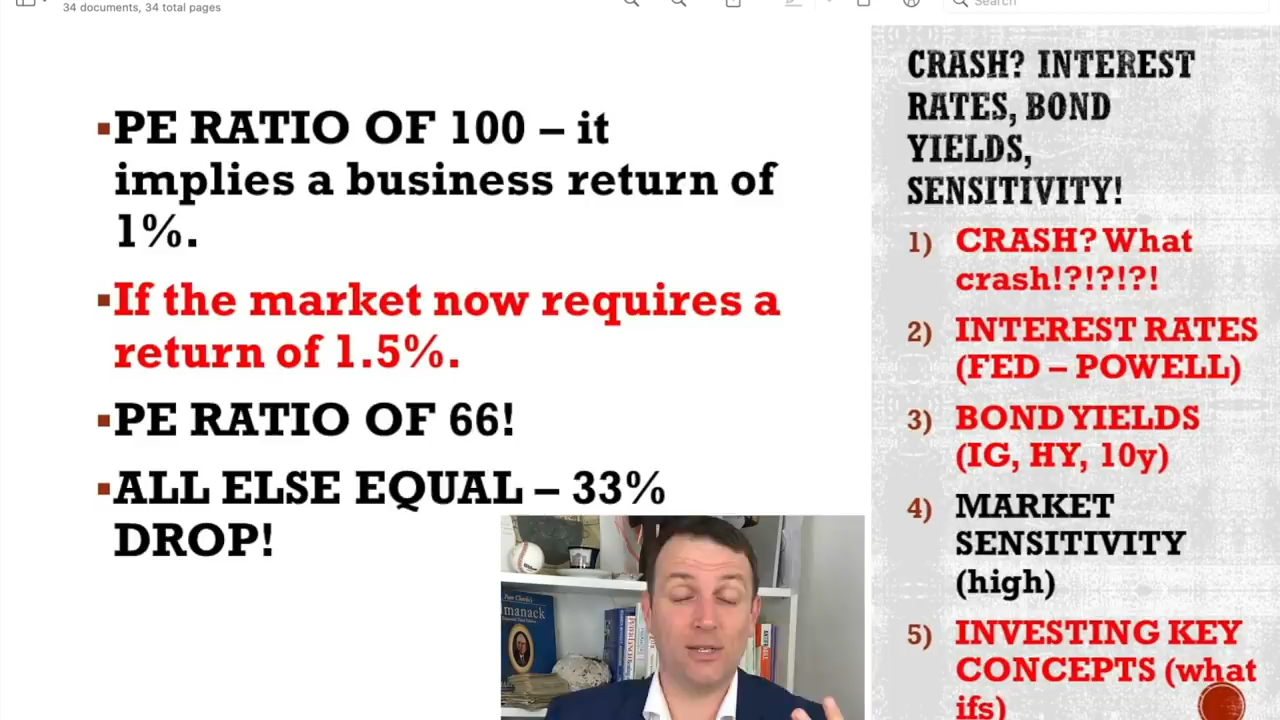 34 documents, 34 total pages
Search
▪PE RATIO OF 100 – it
implies a business return of
1%.
▪If the market now requires a
return of 1.5%.
▪PE RATIO OF 66!
▪ALL ELSE EQUAL – 33%
DROP!
CRASH? INTEREST
RATES, BOND
YIELDS,
SENSITIVITY!
1) CRASH? What
crash!?!?!?!
2) INTEREST RATES
(FED – POWELL)
3) BOND YIELDS
(IG, HY, 10y)
4) MARKET
SENSITIVITY
(high)
5) INVESTING KEY
CONCEPTS (what
ifs)